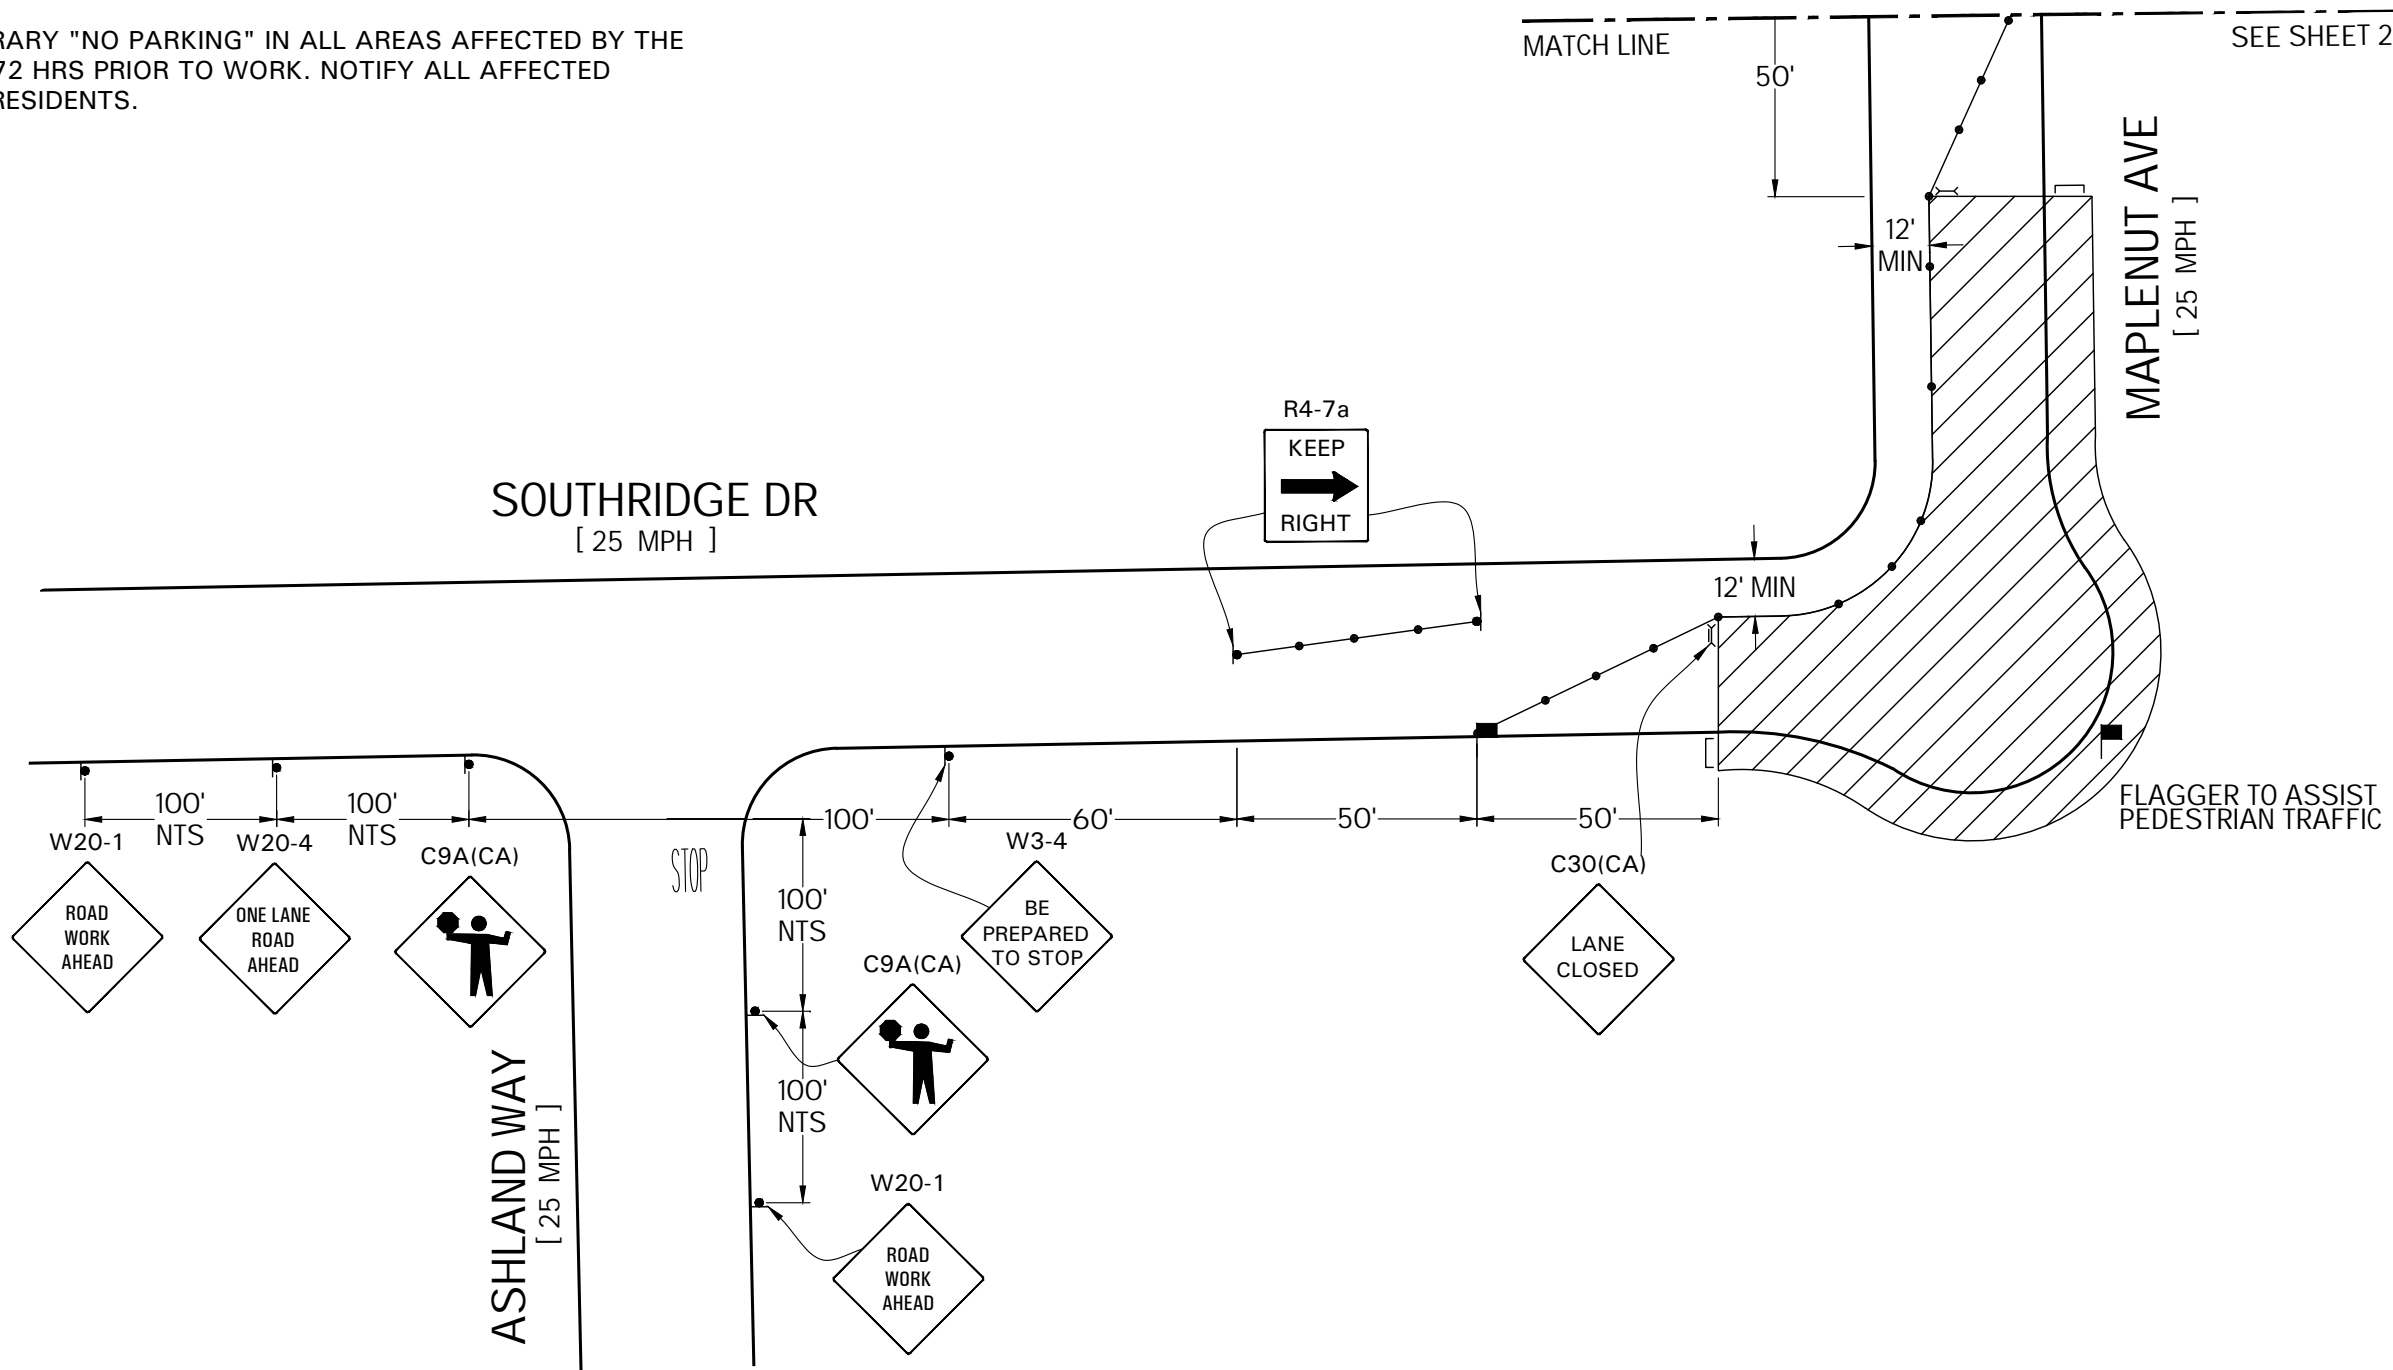 RARY "NO PARKING" IN ALL AREAS AFFECTED BY THE
72 HRS PRIOR TO WORK. NOTIFY ALL AFFECTED
RESIDENTS.
MATCH LINE
SEE SHEET 2
50'
12'
MIN
MAPLENUT AVE
[ 25 MPH ]
R4-7a
KEEP
RIGHT
SOUTHRIDGE DR
[ 25 MPH ]
12' MIN
FLAGGER TO ASSIST
PEDESTRIAN TRAFFIC
100'
NTS
100'
NTS
100'
60'
50'
50'
W20-1
ROAD
WORK
AHEAD
W20-4
ONE LANE
ROAD
AHEAD
C9A(CA)
STOP
100'
NTS
W3-4
BE
PREPARED
TO STOP
C30(CA)
LANE
CLOSED
C9A(CA)
100'
NTS
ASHLAND WAY
[ 25 MPH ]
W20-1
ROAD
WORK
AHEAD